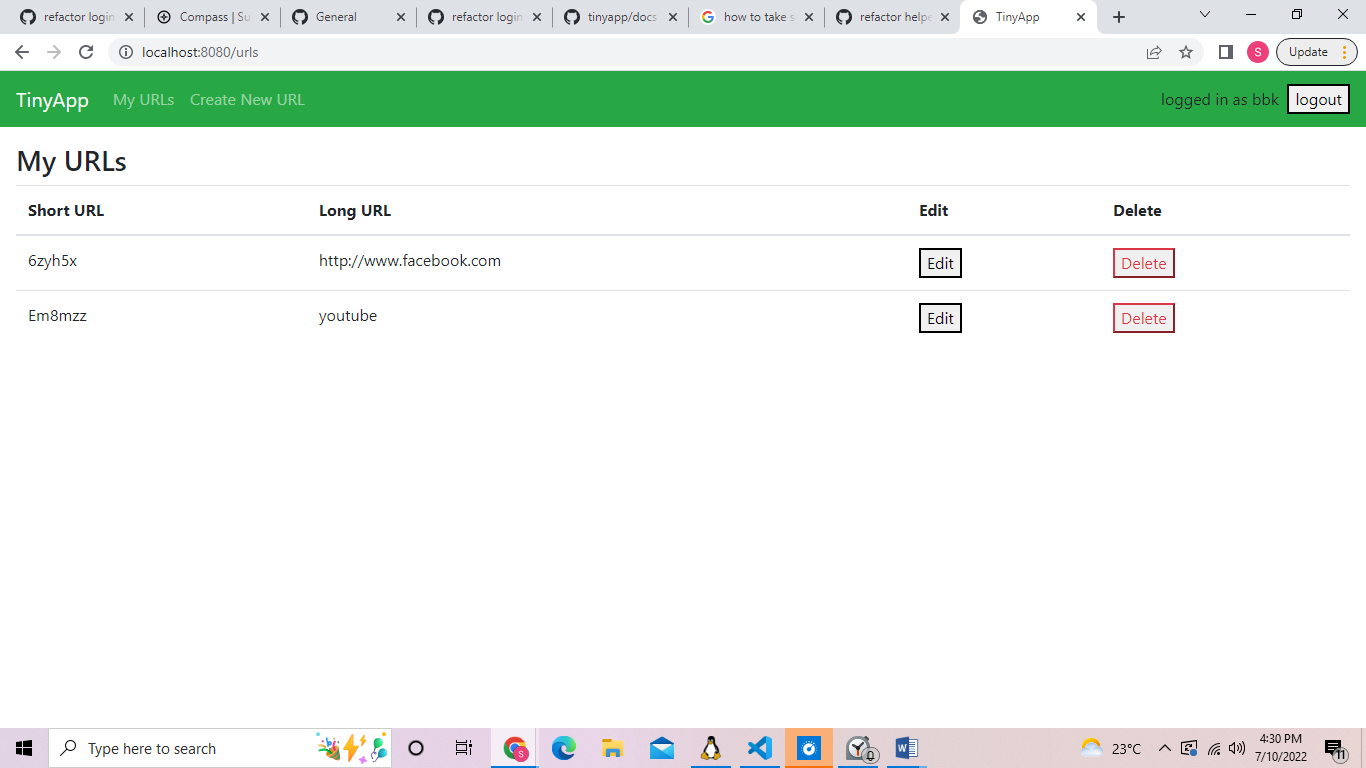 refactor login
Compass | Su
General
refactor login
tinyapp/docs
how to take s
refactor helpe
TinyApp
localhost:8080/urls
S
Update
TinyApp My URLs Create New URL logged in as bbk logout
My URLs
Short URL Long URL Edit Delete
6zyh5x http://www.facebook.com Edit Delete
Em8mzz youtube Edit Delete
Type here to search
S
23°C
4:30 PM
7/10/2022
11